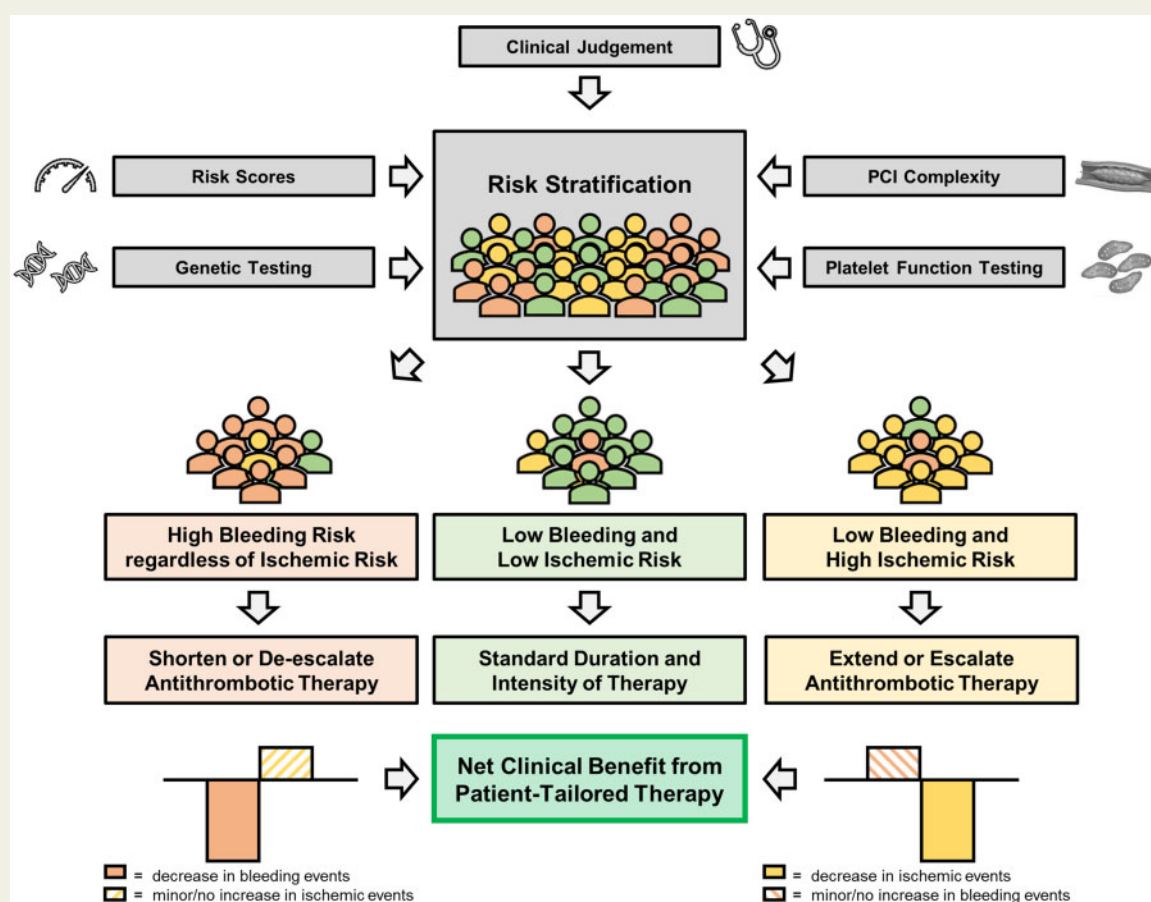 Clinical Judgement
Risk Scores
Risk Stratification
PCI Complexity
Genetic Testing
Platelet Function Testing
High Bleeding Risk
regardless of Ischemic Risk
Low Bleeding and
Low Ischemic Risk
Low Bleeding and
High Ischemic Risk
Shorten or De-escalate
Antithrombotic Therapy
Standard Duration and
Intensity of Therapy
Extend or Escalate
Antithrombotic Therapy
Net Clinical Benefit from
Patient-Tailored Therapy
= decrease in bleeding events
= minor/no increase in ischemic events
= decrease in ischemic events
= minor/no increase in bleeding events